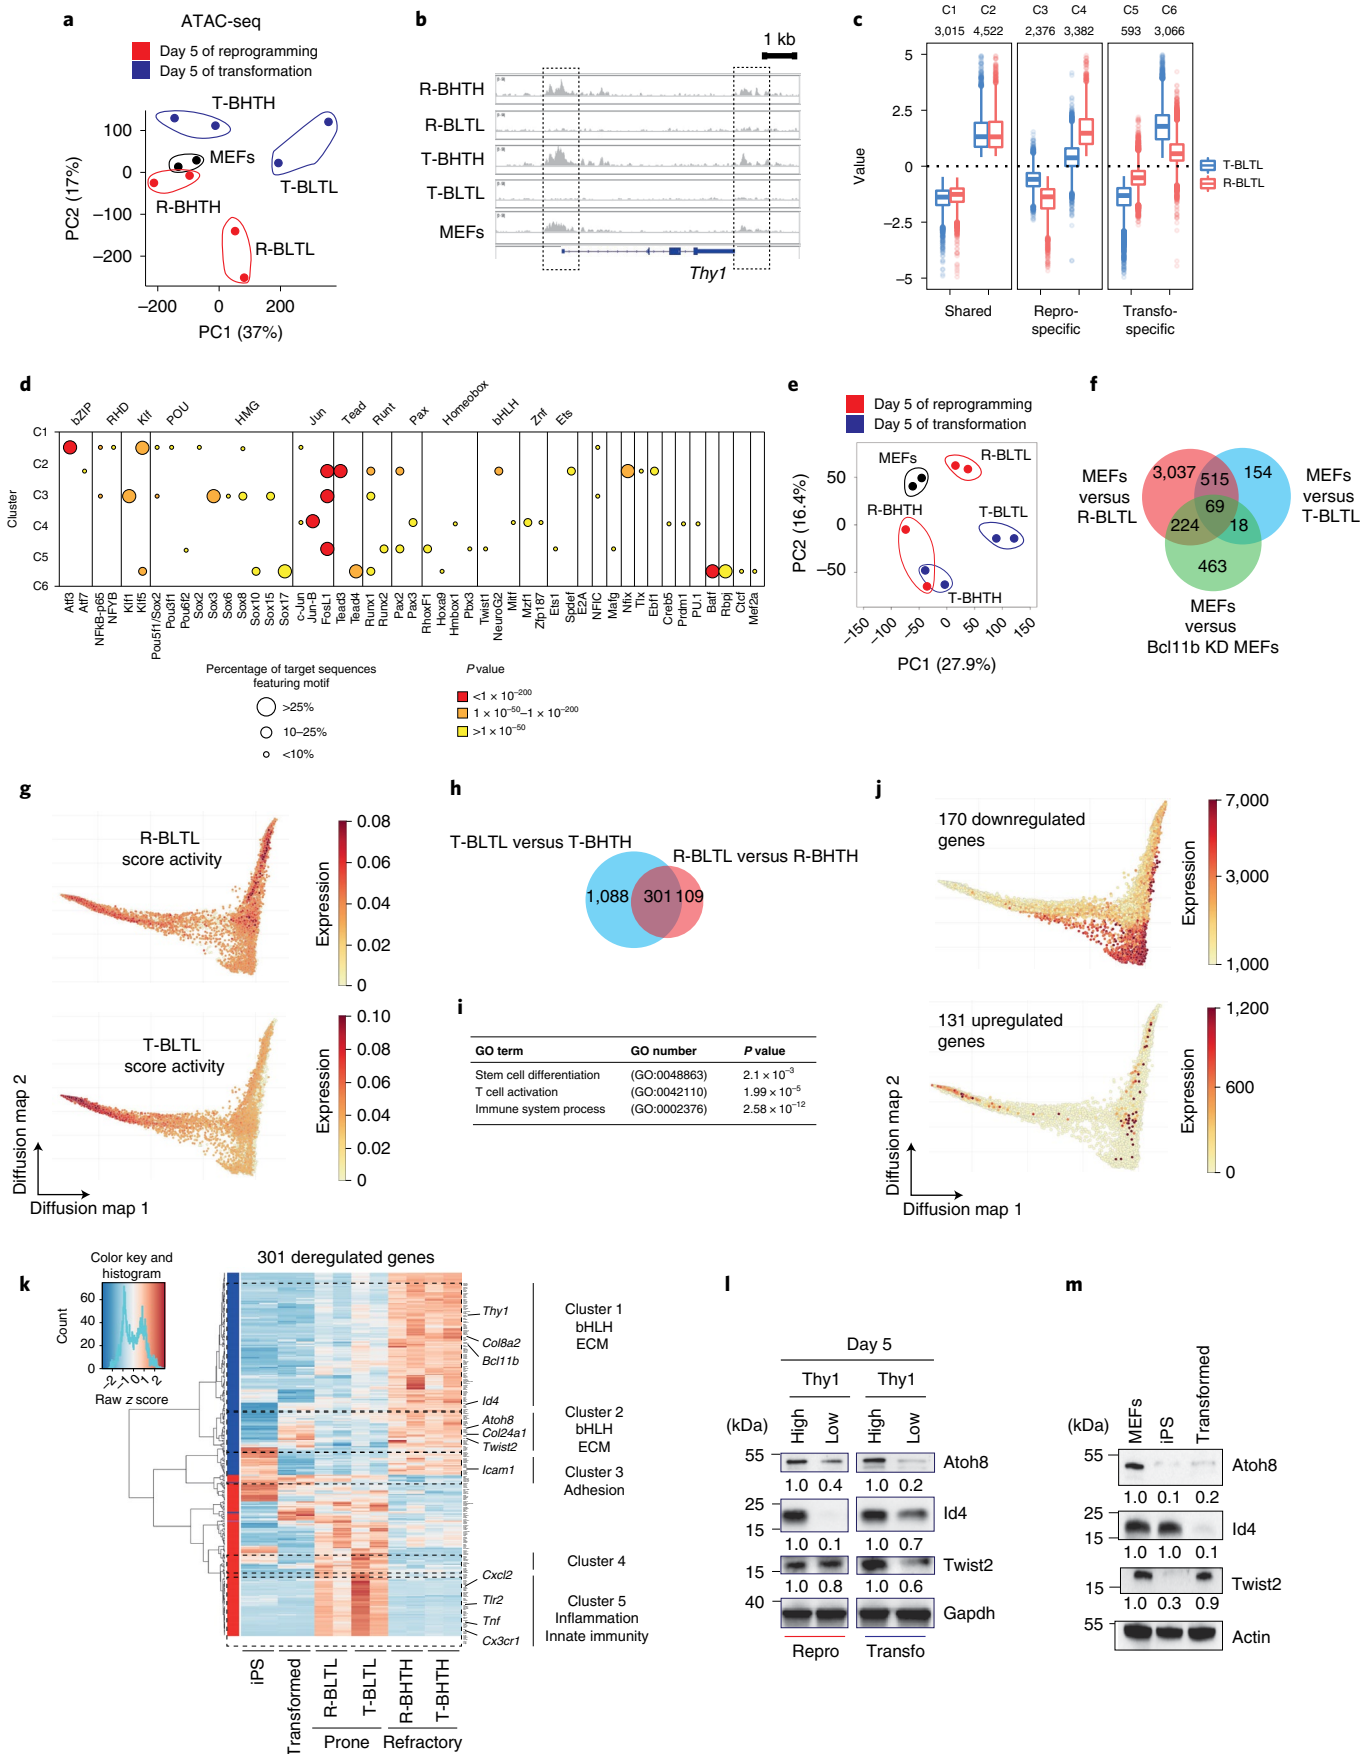 a
ATAC-seq
Day 5 of reprogramming
Day 5 of transformation
T-BHTH
MEFs
T-BLTL
R-BHTH
R-BLTL
100
0
−100
−200
PC2 (17%)
−200
0
200
PC1 (37%)
b
1 kb
R-BHTH
R-BLTL
T-BHTH
T-BLTL
MEFs
Thy1
c
C1
C2
C3
C4
C5
C6
3,015
4,522
2,376
3,382
593
3,066
5
2.5
0
−2.5
−5
Value
T-BLTL
R-BLTL
Shared
Repro-
specific
Transfo-
specific
d
bZIP
RHD
Klf
POU
HMG
Jun
Tead
Runt
Pax
Homeobox
bHLH
Znf
Ets
Cluster
C1
C2
C3
C4
C5
C6
Atf3
Atf7
NFkB-p65
NFYB
Klf1
Klf5
Pou5f1/Sox2
Pou3f1
Pou6f2
Sox2
Sox3
Sox6
Sox8
Sox10
Sox15
Sox17
c-Jun
Jun-B
FosL1
Tead3
Tead4
Runx1
Runx2
Pax2
Pax3
RhoxF1
Hoxa9
Hmbox1
Pbx3
Twist1
NeuroG2
Mitf
Mzf1
Zfp187
Ets1
Spdef
E2A
NFIC
Mafg
Nfix
Tlx
Ebf1
Creb5
Prdm1
PU.1
Batf
Rbpj
Ctcf
Mef2a
Percentage of target sequences
featuring motif
>25%
10–25%
<10%
P value
<1 × 10−200
1 × 10−50–1 × 10−200
>1 × 10−50
e
Day 5 of reprogramming
Day 5 of transformation
MEFs
R-BLTL
R-BHTH
T-BLTL
T-BHTH
50
0
−50
PC2 (16.4%)
−150
−100
−50
0
50
100
150
PC1 (27.9%)
f
3,037
515
154
69
224
18
463
MEFs
versus
R-BLTL
MEFs
versus
T-BLTL
MEFs
versus
Bcl11b KD MEFs
g
R-BLTL
score activity
Expression
0.08
0.06
0.04
0.02
0
T-BLTL
score activity
Expression
0.10
0.08
0.06
0.04
0.02
0
Diffusion map 2
Diffusion map 1
h
T-BLTL versus T-BHTH
R-BLTL versus R-BHTH
1,088
301
109
i
GO term GO number P value
Stem cell differentiation (GO:0048863) 2.1 × 10−3
T cell activation (GO:0042110) 1.99 × 10−5
Immune system process (GO:0002376) 2.58 × 10−12
j
170 downregulated
genes
Expression
7,000
3,000
1,000
131 upregulated
genes
Expression
1,200
600
0
Diffusion map 2
Diffusion map 1
k
Color key and
histogram
Count
60
40
20
0
−2
−1
0
1
2
Raw z score
301 deregulated genes
Thy1
Col8a2
Bcl11b
Id4
Atoh8
Col24a1
Twist2
Icam1
Cxcl2
Tlr2
Tnf
Cx3cr1
Cluster 1
bHLH
ECM
Cluster 2
bHLH
ECM
Cluster 3
Adhesion
Cluster 4
Cluster 5
Inflammation
Innate immunity
iPS
Transformed
R-BLTL
T-BLTL
R-BHTH
T-BHTH
Prone
Refractory
l
Day 5
Thy1
Thy1
(kDa)
High
Low
High
Low
55
Atoh8
1.0 0.4 1.0 0.2
25
15
Id4
1.0 0.1 1.0 0.7
15
Twist2
1.0 0.8 1.0 0.6
40
Gapdh
Repro
Transfo
m
(kDa)
MEFs
iPS
Transformed
55
Atoh8
1.0 0.1 0.2
25
15
Id4
1.0 1.0 0.1
15
Twist2
1.0 0.3 0.9
55
Actin